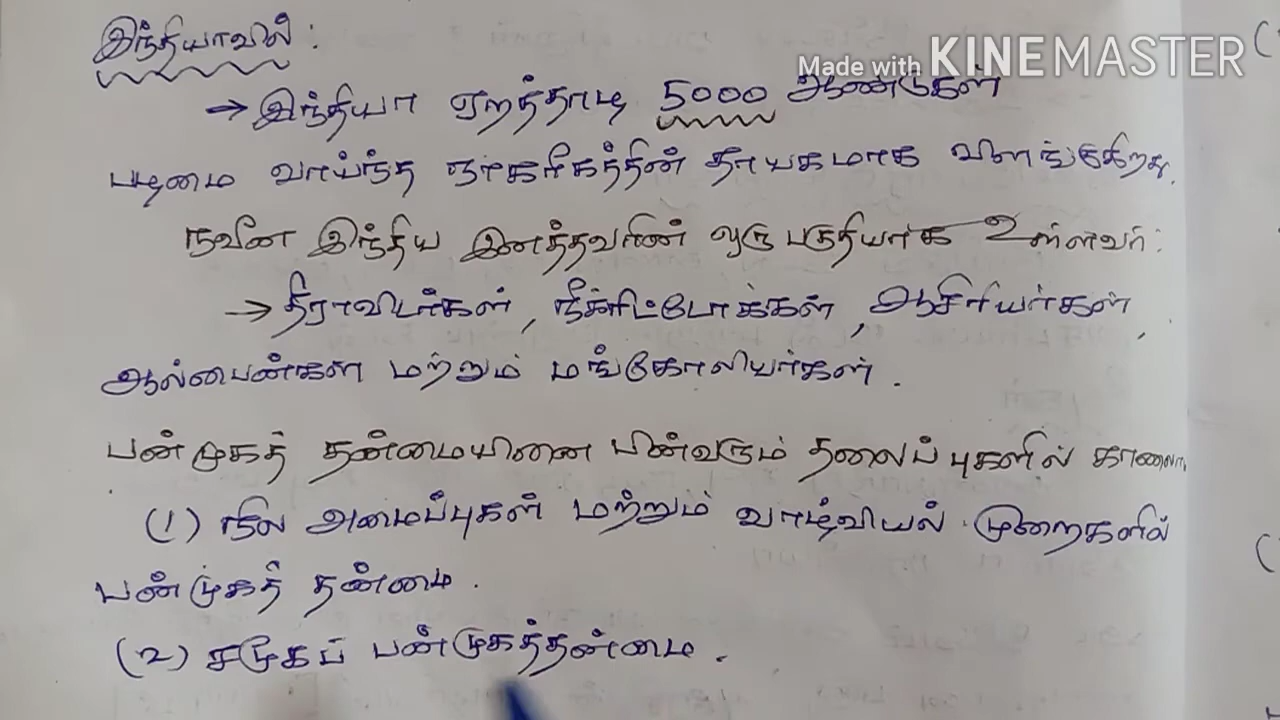 Made with KINEMASTER
இந்தியாவில் :
→ இந்தியா ஏறத்தாடி 5000 ஆண்டுகள்
படிமை வாய்ந்த நாகரிகத்தின் தாயகமாக விளங்குகிறது.
நவீன இந்திய இனத்தவரின் ஒரு பகுதியாக உள்ளவர் :
→ திராவிடர்கள், நீக்ரிட்டோக்கள், ஆசிரியர்கள்,
ஆல்பைன்கள் மற்றும் மங்கோலியர்கள்.
பன்முகத் தன்மையினை பின்வரும் தலைப்புகளில்
(1) நில அமைப்புகள் மற்றும் வாழ்வியல் முறைகளில்
பன்முகத் தன்மை.
(2) சமூகப் பன்முகத்தன்மை.